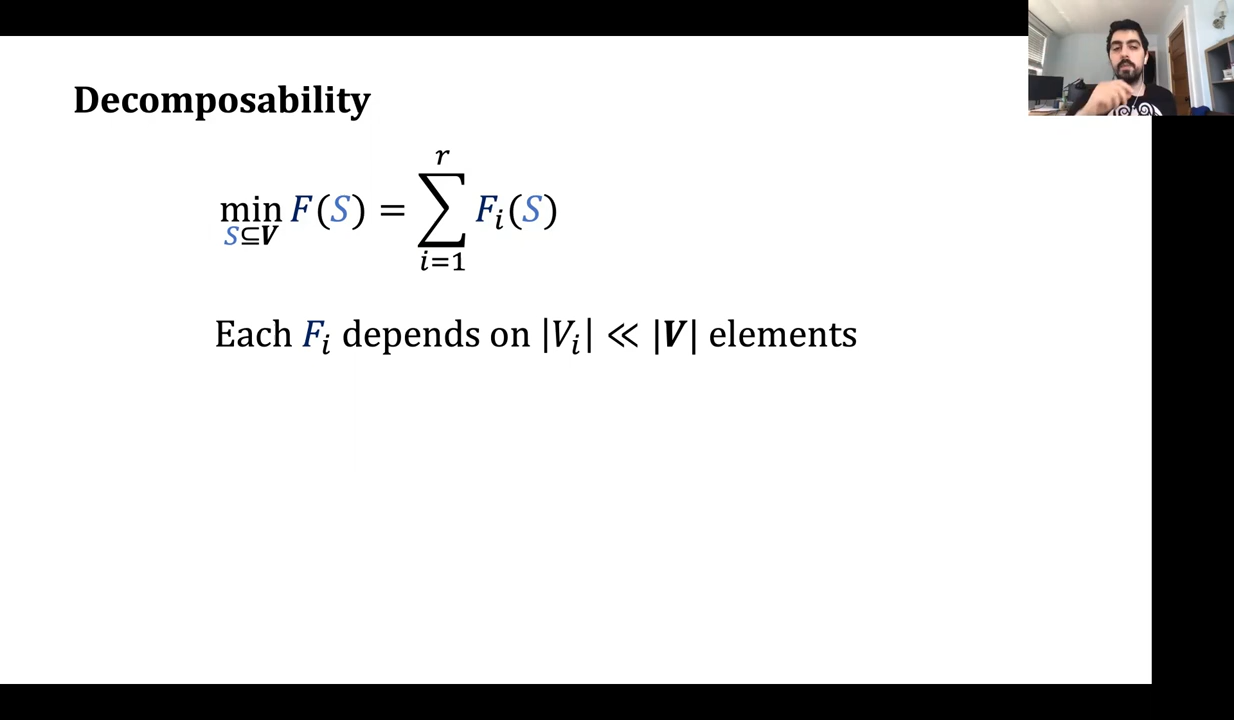 Decomposability
min S⊆V F(S) = ∑ i=1 r F_i(S)
Each F_i depends on |V_i| ≪ |V| elements